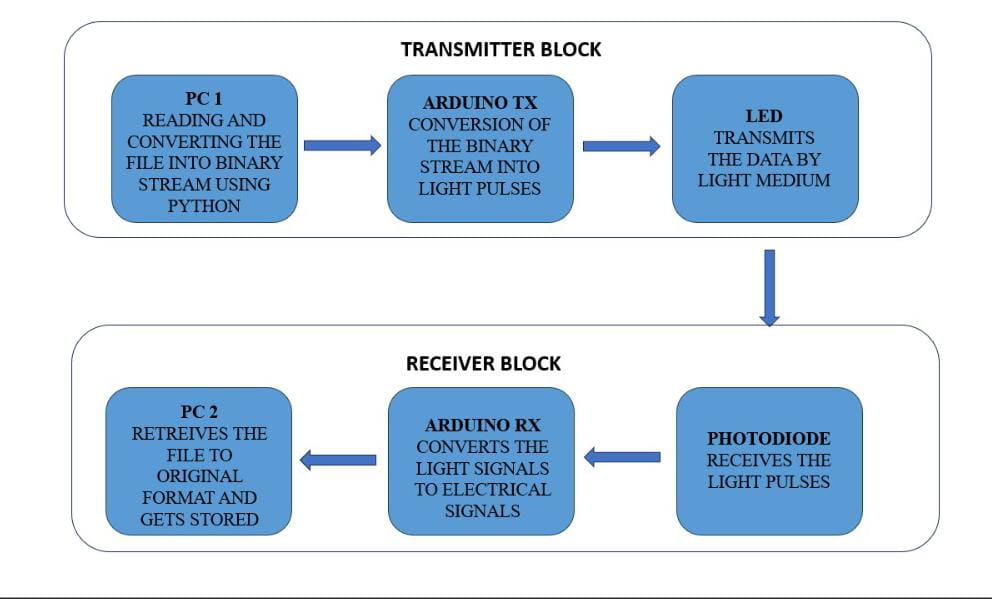 TRANSMITTER BLOCK
PC 1
READING AND
CONVERTING THE
FILE INTO BINARY
STREAM USING
PYTHON
ARDUINO TX
CONVERSION OF
THE BINARY
STREAM INTO
LIGHT PULSES
LED
TRANSMITS
THE DATA BY
LIGHT MEDIUM
RECEIVER BLOCK
PC 2
RETREIVES THE
FILE TO
ORIGINAL
FORMAT AND
GETS STORED
ARDUINO RX
CONVERTS THE
LIGHT SIGNALS
TO ELECTRICAL
SIGNALS
PHOTODIODE
RECEIVES THE
LIGHT PULSES